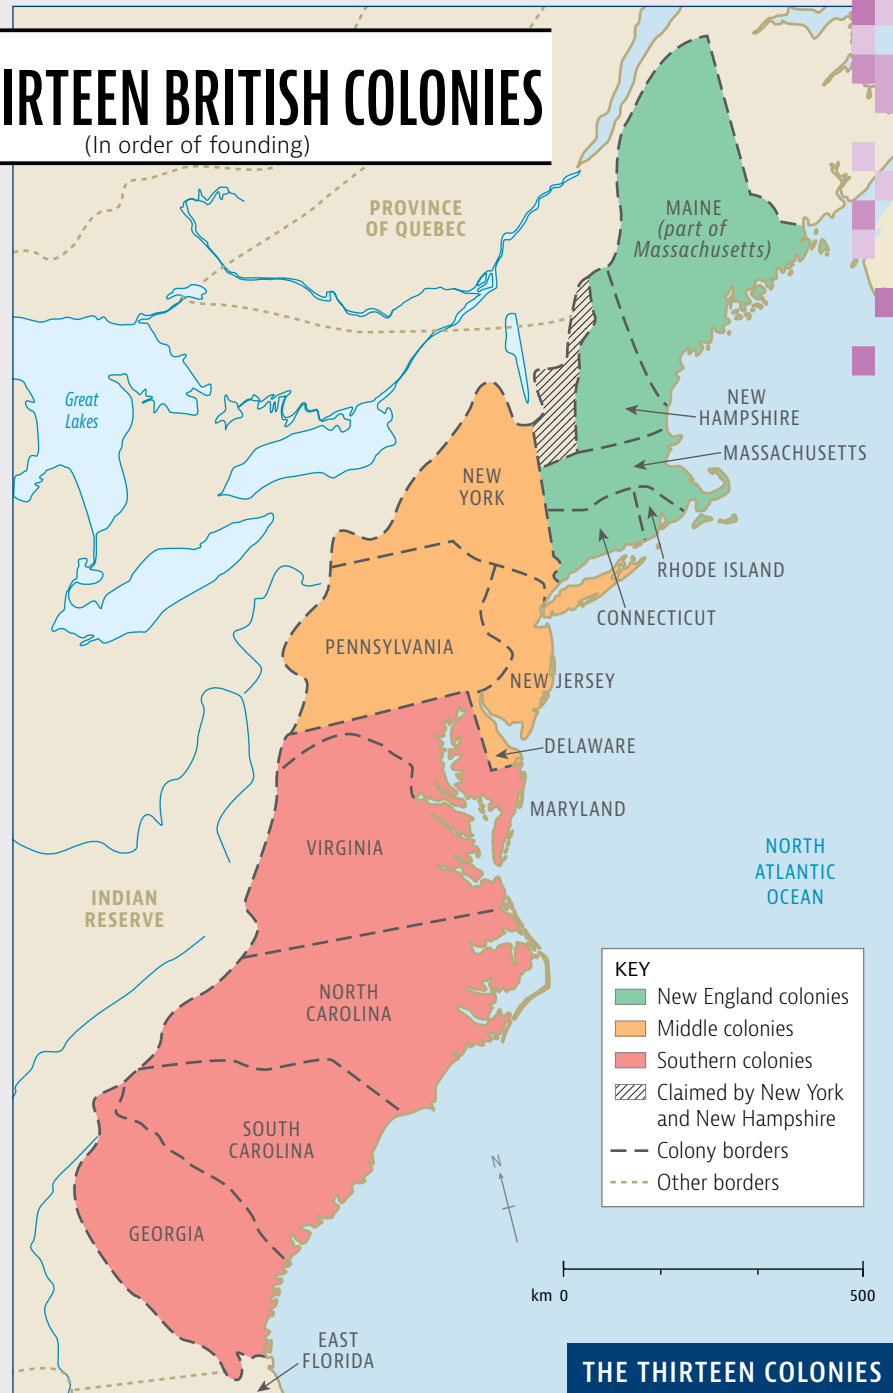 IRTEEN BRITISH COLONIES
(In order of founding)
PROVINCE
OF QUEBEC
MAINE
(part of
Massachusetts)
Great
Lakes
NEW
HAMPSHIRE
MASSACHUSETTS
NEW
YORK
RHODE ISLAND
CONNECTICUT
PENNSYLVANIA
NEW JERSEY
DELAWARE
MARYLAND
VIRGINIA
NORTH
ATLANTIC
OCEAN
INDIAN
RESERVE
NORTH
CAROLINA
KEY
New England colonies
Middle colonies
Southern colonies
Claimed by New York
and New Hampshire
Colony borders
Other borders
SOUTH
CAROLINA
N
GEORGIA
km 0
500
EAST
FLORIDA
THE THIRTEEN COLONIES